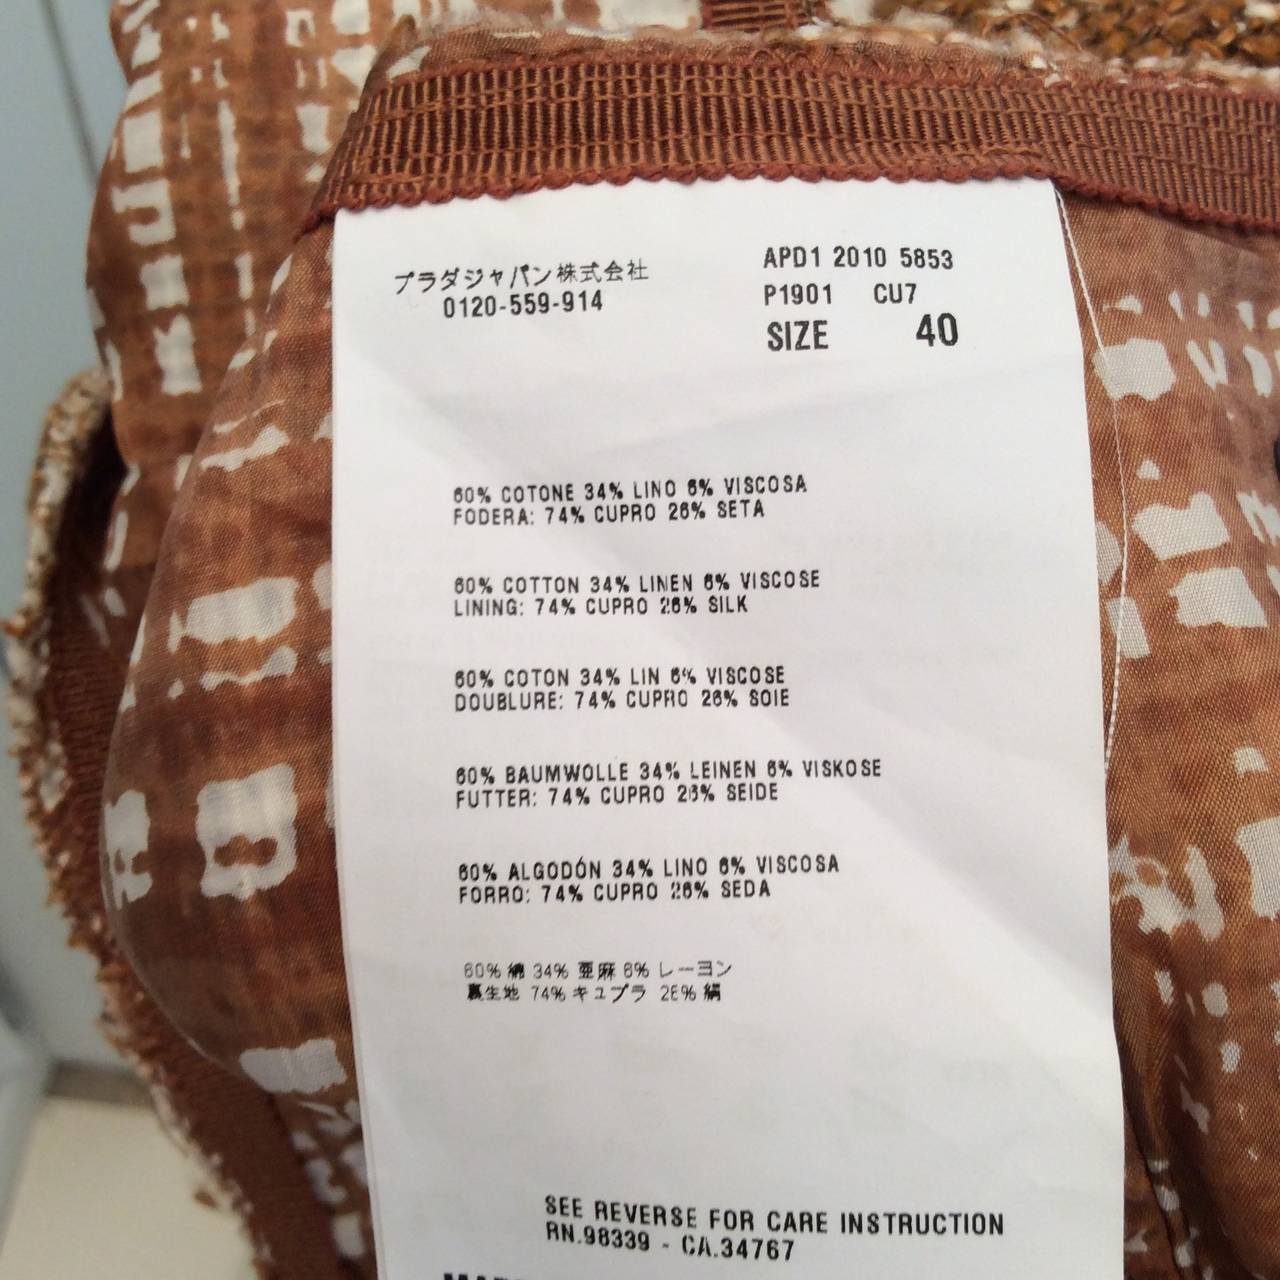 プラダジャパン株式会社
0120-559-914
APD1 2010 5853
P1901 CU7
SIZE 40
60% COTONE 34% LINO 6% VISCOSA
FODERA: 74% CUPRO 26% SETA
60% COTTON 34% LINEN 6% VISCOSE
LINING: 74% CUPRO 26% SILK
60% COTON 34% LIN 6% VISCOSE
DOUBLURE: 74% CUPRO 26% SOIE
60% BAUMWOLLE 34% LEINEN 6% VISKOSE
FUTTER: 74% CUPRO 26% SEIDE
60% ALGODÓN 34% LINO 6% VISCOSA
FORRO: 74% CUPRO 26% SEDA
60% 綿 34% 亜麻 6% レーヨン
裏生地 74% キュプラ 26% 絹
SEE REVERSE FOR CARE INSTRUCTION
RN.98339 - CA.34767